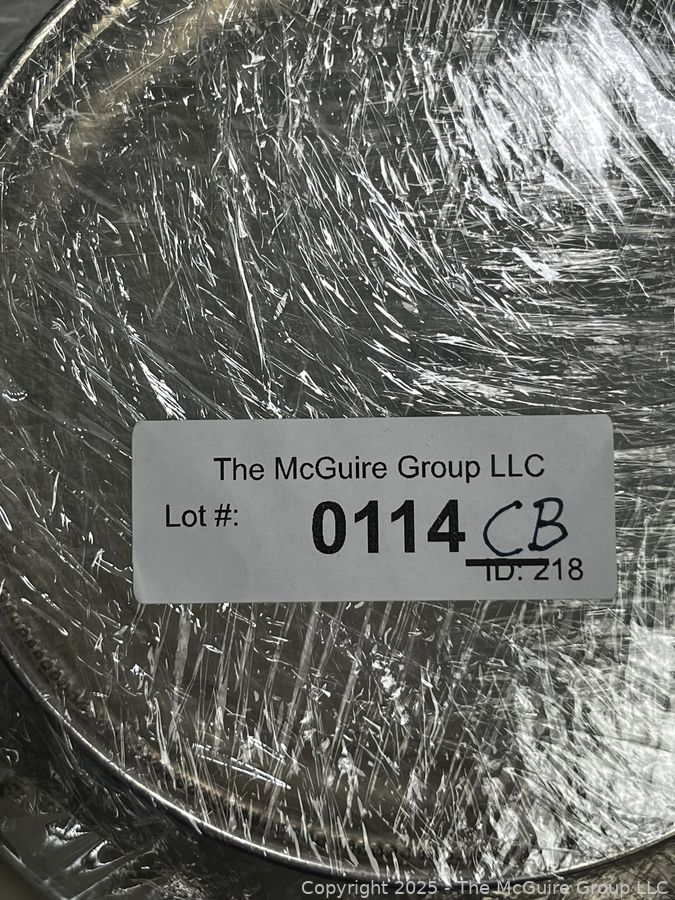 The McGuire Group LLC
Lot #: 0114 CB
ID: 218
Copyright 2025 - The McGuire Group LLC